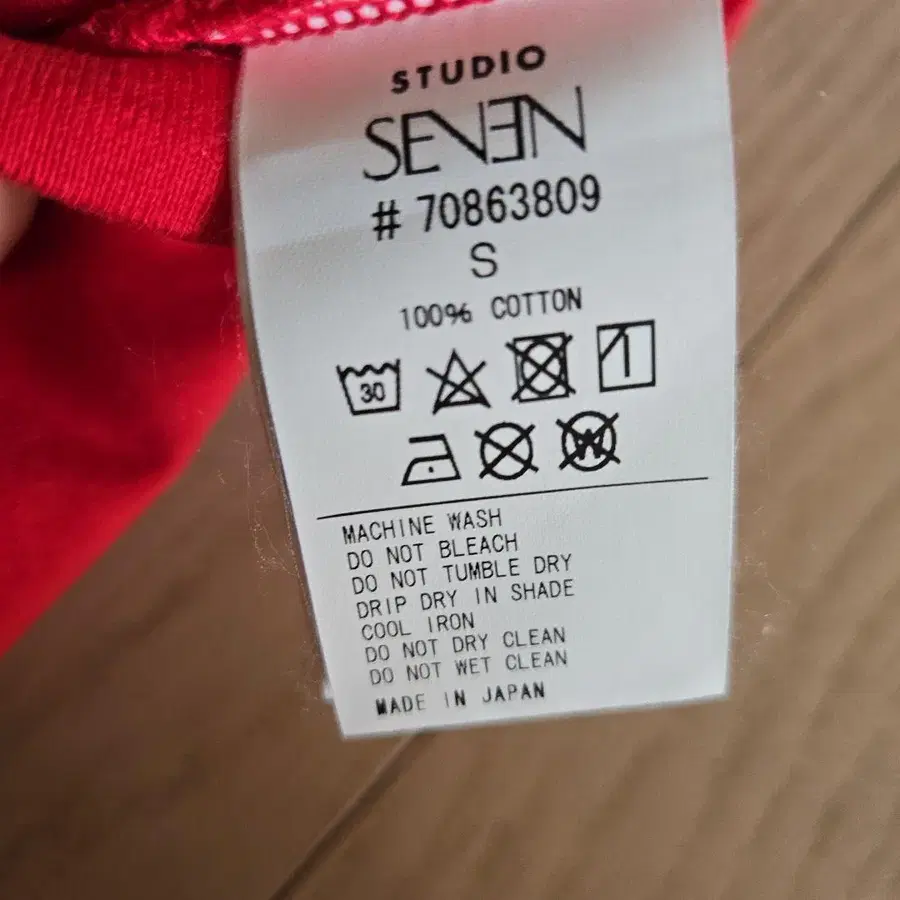 STUDIO
SEVEN
# 70863809
S
100% COTTON
30
W
MACHINE WASH
DO NOT BLEACH
DO NOT TUMBLE DRY
DRIP DRY IN SHADE
COOL IRON
DO NOT DRY CLEAN
DO NOT WET CLEAN
MADE IN JAPAN